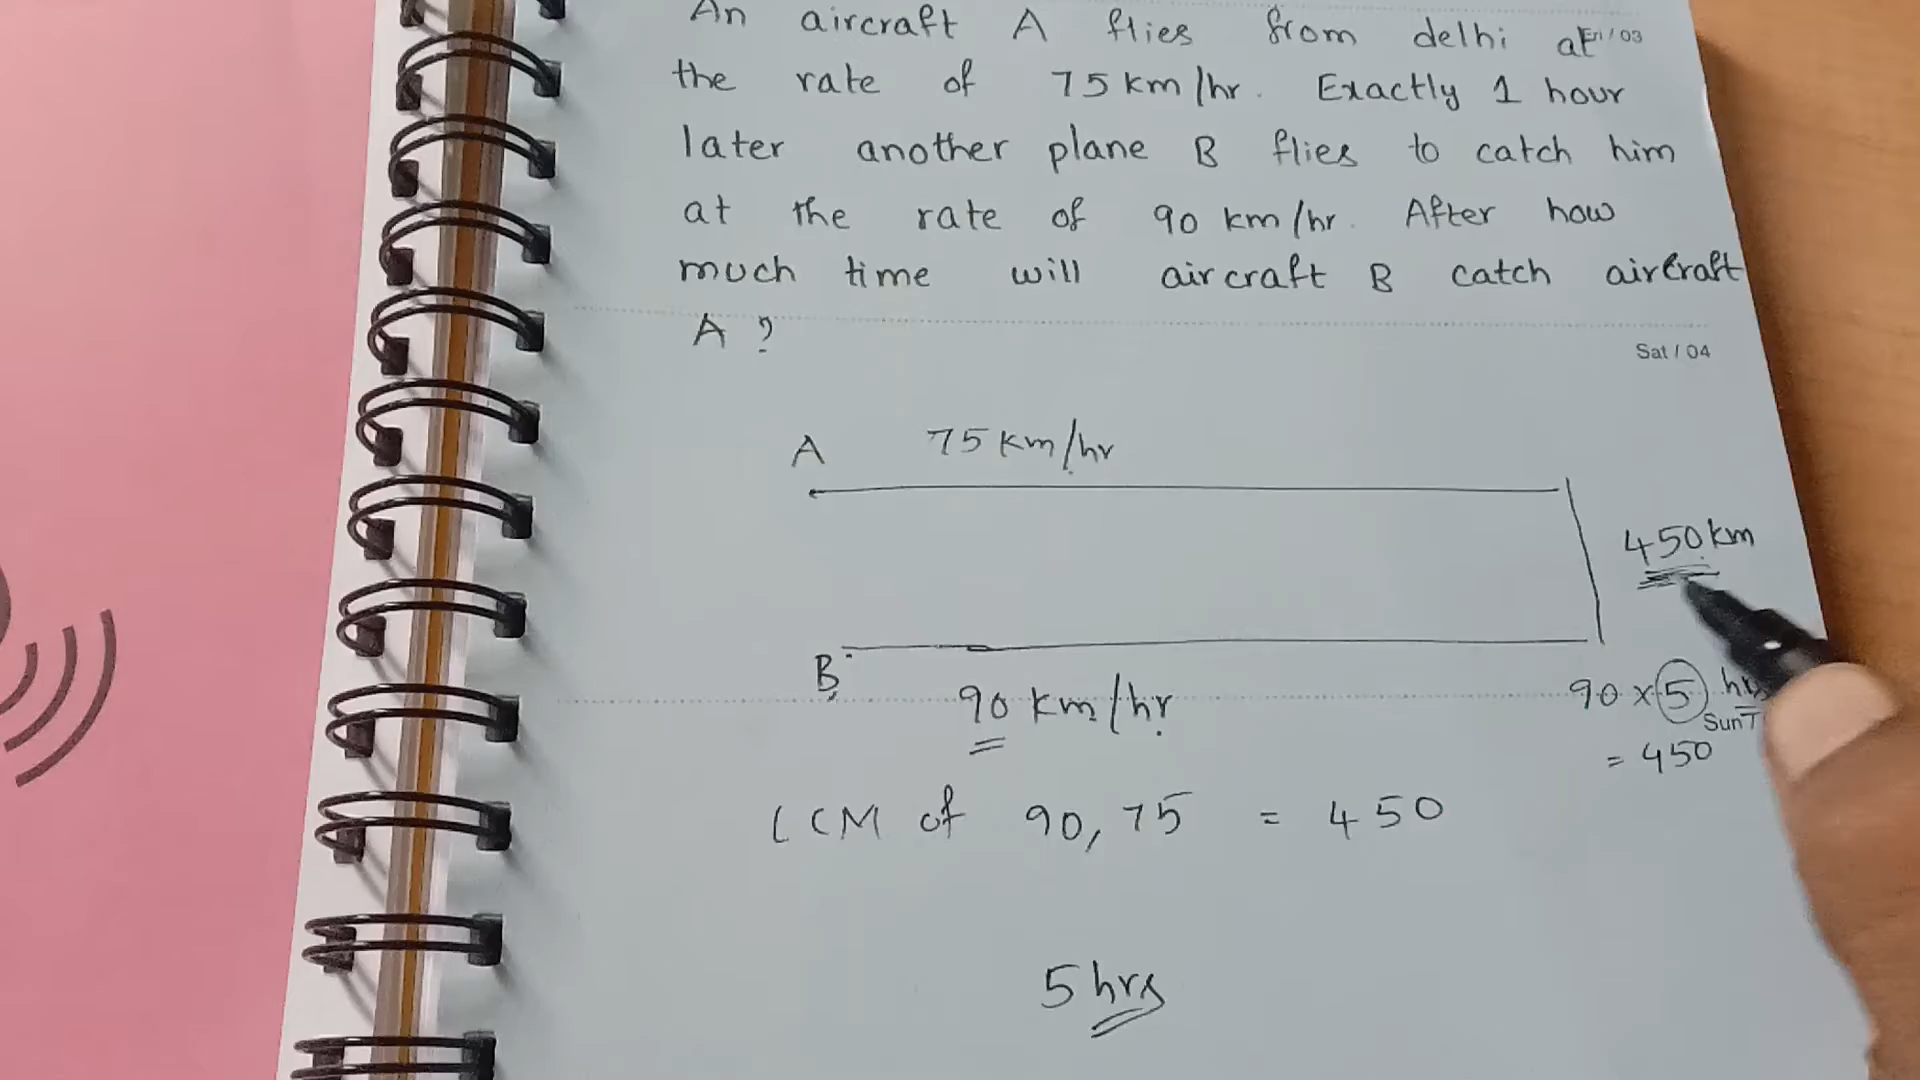 An aircraft A flies from delhi at
Fri / 03
the rate of 75 km/hr. Exactly 1 hour
later another plane B flies to catch him
at the rate of 90 km/hr. After how
much time will aircraft B catch aircraft
A ?
Sat / 04
A 75 km/hr
450 km
B
90 km/hr
90 x 5 hrs
Sun
= 450
LCM of 90, 75 = 450
5 hrs